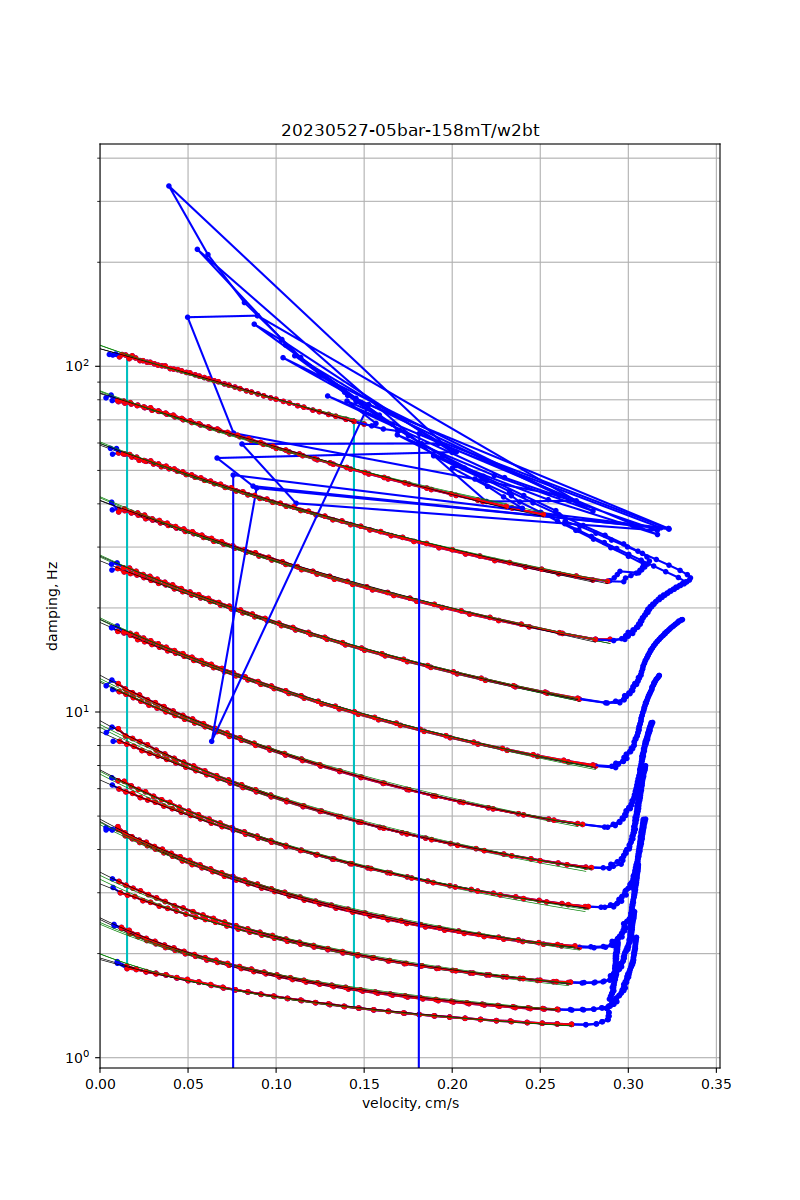 20230527-05bar-158mT/w2bt
damping, Hz
10²
10¹
10⁰
0.00 0.05 0.10 0.15 0.20 0.25 0.30 0.35
velocity, cm/s